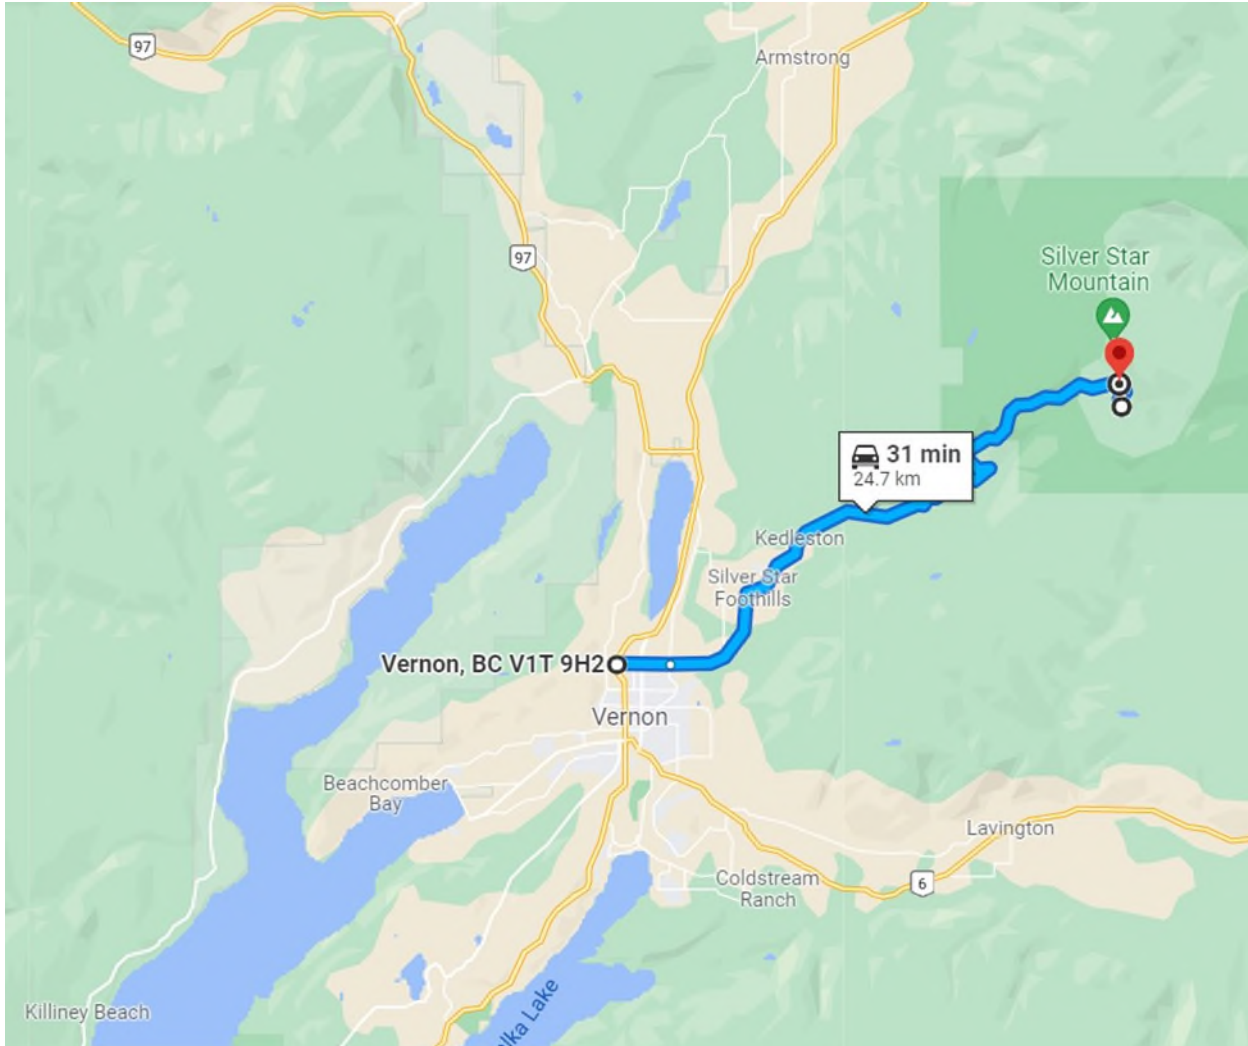 97
Armstrong
97
Silver Star
Mountain
31 min
24.7 km
Kedleston
Silver Star
Foothills
Vernon, BC V1T 9H2
Vernon
Beachcomber
Bay
Lavington
Coldstream
Ranch
6
Killiney Beach
Lake